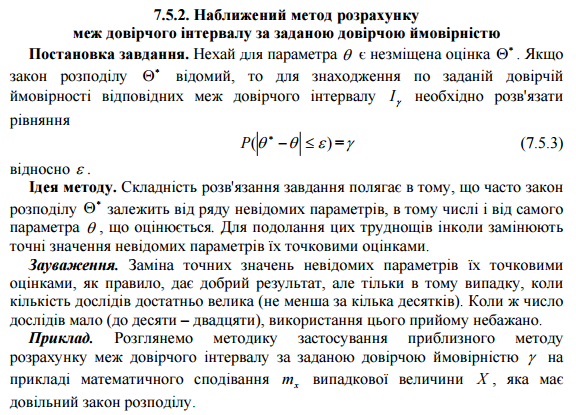 7.5.2. Наближений метод розрахунку
меж довірчого інтервалу за заданою довірчою ймовірністю
Постановка завдання. Нехай для параметра θ є незміщена оцінка Θ*. Якщо
закон розподілу Θ* відомий, то для знаходження по заданій довірчій
ймовірності відповідних меж довірчого інтервалу Iγ необхідно розв'язати
рівняння
P(|θ* − θ| ≤ ε) = γ (7.5.3)
відносно ε.
Ідея методу. Складність розв'язання завдання полягає в тому, що часто закон
розподілу Θ* залежить від ряду невідомих параметрів, в тому числі і від самого
параметра θ, що оцінюється. Для подолання цих труднощів інколи замінюють
точні значення невідомих параметрів їх точковими оцінками.
Зауваження. Заміна точних значень невідомих параметрів їх точковими
оцінками, як правило, дає добрий результат, але тільки в тому випадку, коли
кількість дослідів достатньо велика (не менша за кілька десятків). Коли ж число
дослідів мало (до десяти – двадцяти), використання цього прийому небажано.
Приклад. Розглянемо методику застосування приблизного методу
розрахунку меж довірчого інтервалу за заданою довірчою ймовірністю γ на
прикладі математичного сподівання mₓ випадкової величини X, яка має
довільний закон розподілу.